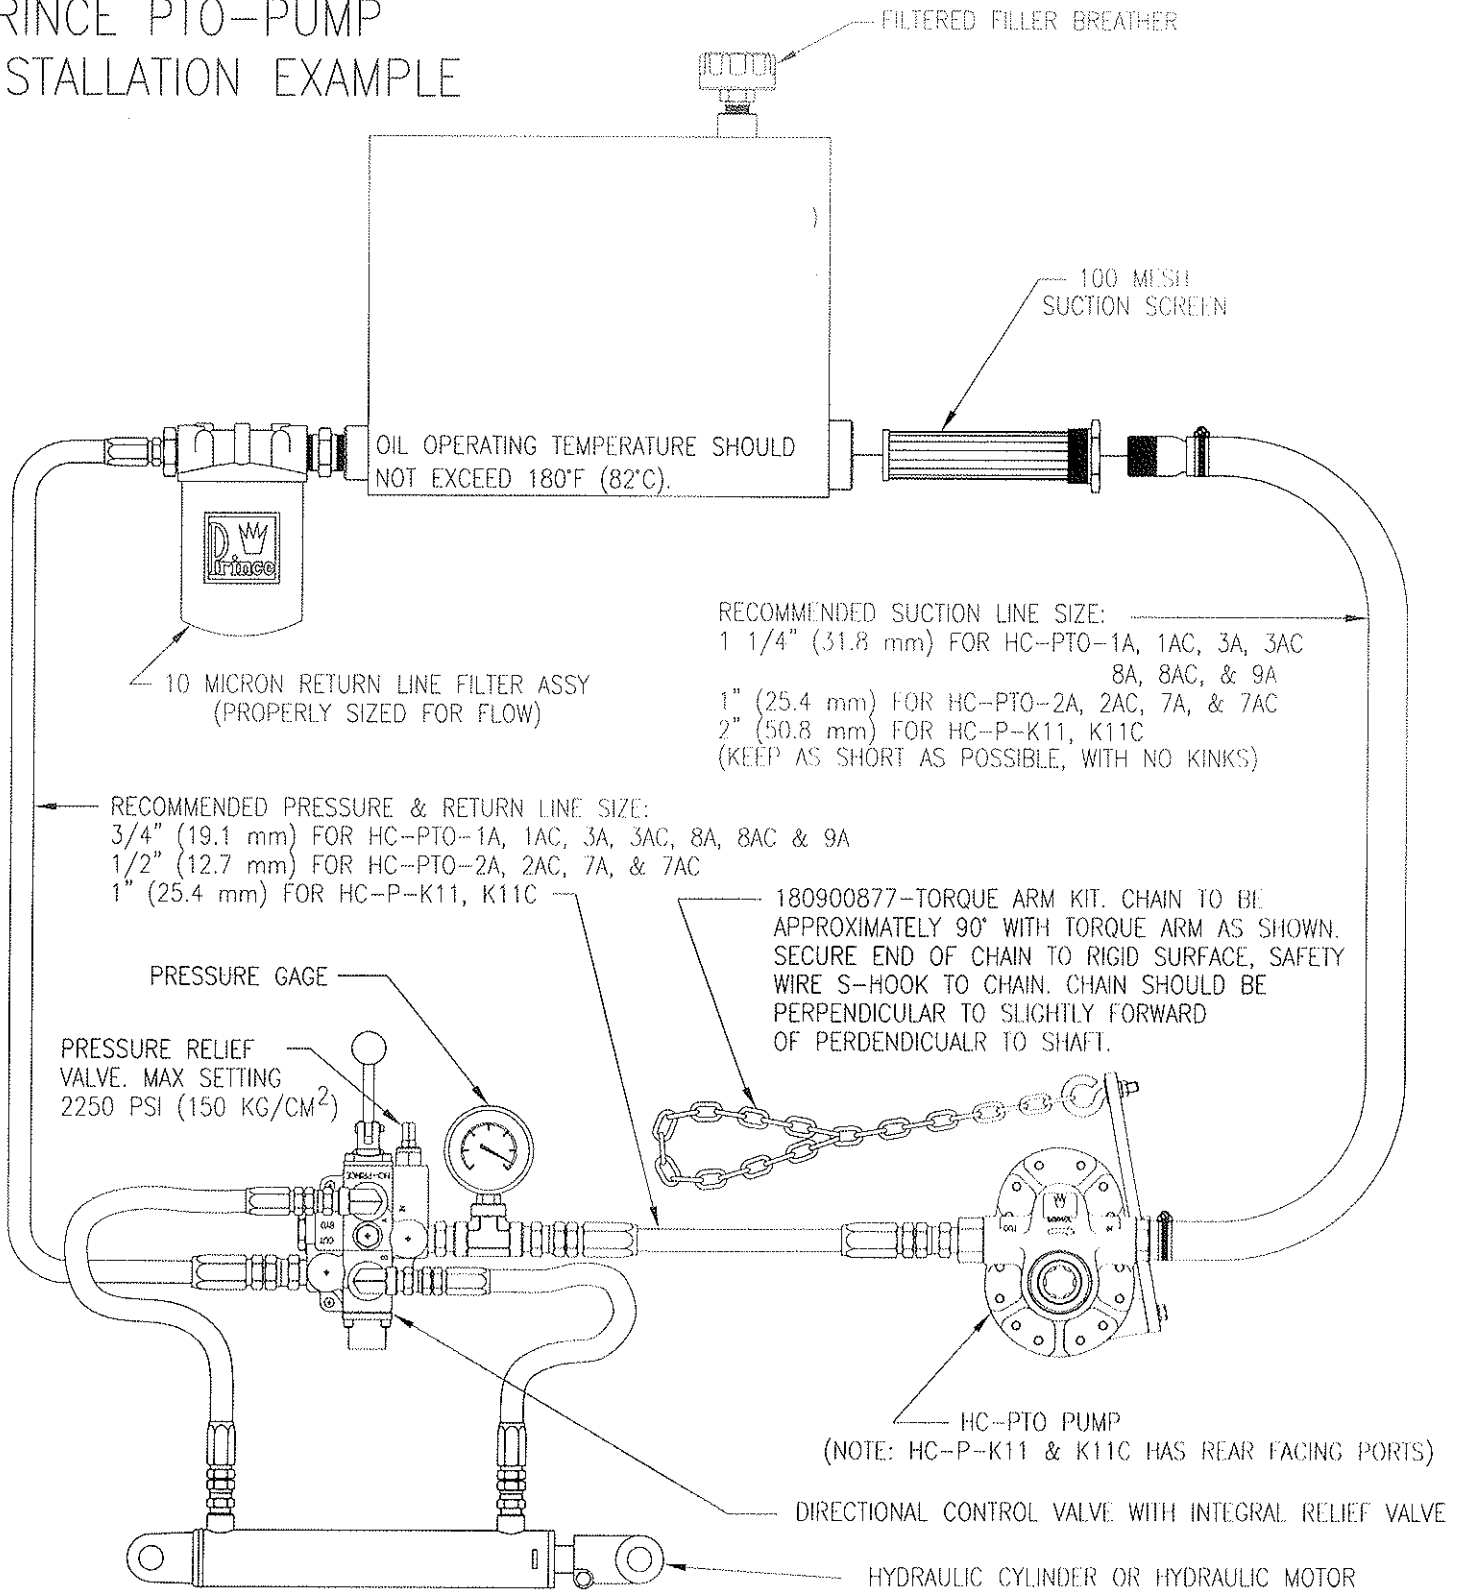 RINCE PTO-PUMP
STALLATION EXAMPLE
FILTERED FILLER BREATHER
100 MESH
SUCTION SCREEN
OIL OPERATING TEMPERATURE SHOULD
NOT EXCEED 180°F (82°C).
Prince
RECOMMENDED SUCTION LINE SIZE:
1 1/4" (31.8 mm) FOR HC-PTO-1A, 1AC, 3A, 3AC
8A, 8AC, & 9A
1" (25.4 mm) FOR HC-PTO-2A, 2AC, 7A, & 7AC
2" (50.8 mm) FOR HC-P-K11, K11C
(KEEP AS SHORT AS POSSIBLE, WITH NO KINKS)
10 MICRON RETURN LINE FILTER ASSY
(PROPERLY SIZED FOR FLOW)
RECOMMENDED PRESSURE & RETURN LINE SIZE:
3/4" (19.1 mm) FOR HC-PTO-1A, 1AC, 3A, 3AC, 8A, 8AC & 9A
1/2" (12.7 mm) FOR HC-PTO-2A, 2AC, 7A, & 7AC
1" (25.4 mm) FOR HC-P-K11, K11C
180900877-TORQUE ARM KIT. CHAIN TO BE
APPROXIMATELY 90° WITH TORQUE ARM AS SHOWN.
SECURE END OF CHAIN TO RIGID SURFACE, SAFETY
WIRE S-HOOK TO CHAIN. CHAIN SHOULD BE
PERPENDICULAR TO SLIGHTLY FORWARD
OF PERDENDICUALR TO SHAFT.
PRESSURE GAGE
PRESSURE RELIEF
VALVE. MAX SETTING
2250 PSI (150 KG/CM²)
HC-PTO PUMP
(NOTE: HC-P-K11 & K11C HAS REAR FACING PORTS)
DIRECTIONAL CONTROL VALVE WITH INTEGRAL RELIEF VALVE
HYDRAULIC CYLINDER OR HYDRAULIC MOTOR